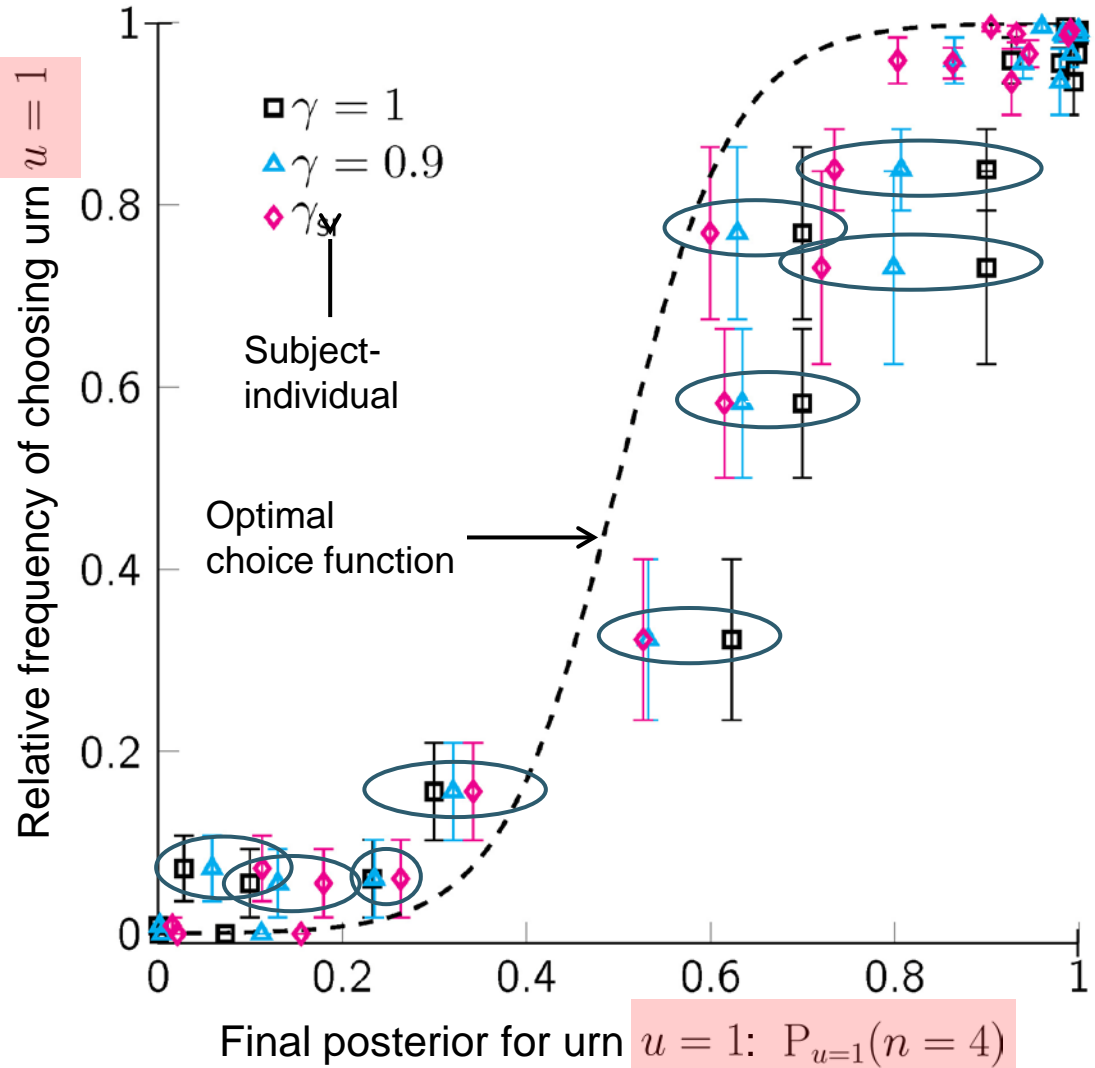 Relative frequency of choosing urn u = 1
1
0.8
0.6
0.4
0.2
0
γ = 1
γ = 0.9
Subject-
individual
Optimal
choice function
0 0.2 0.4 0.6 0.8 1
Final posterior for urn u = 1: P_{u=1}(n = 4)